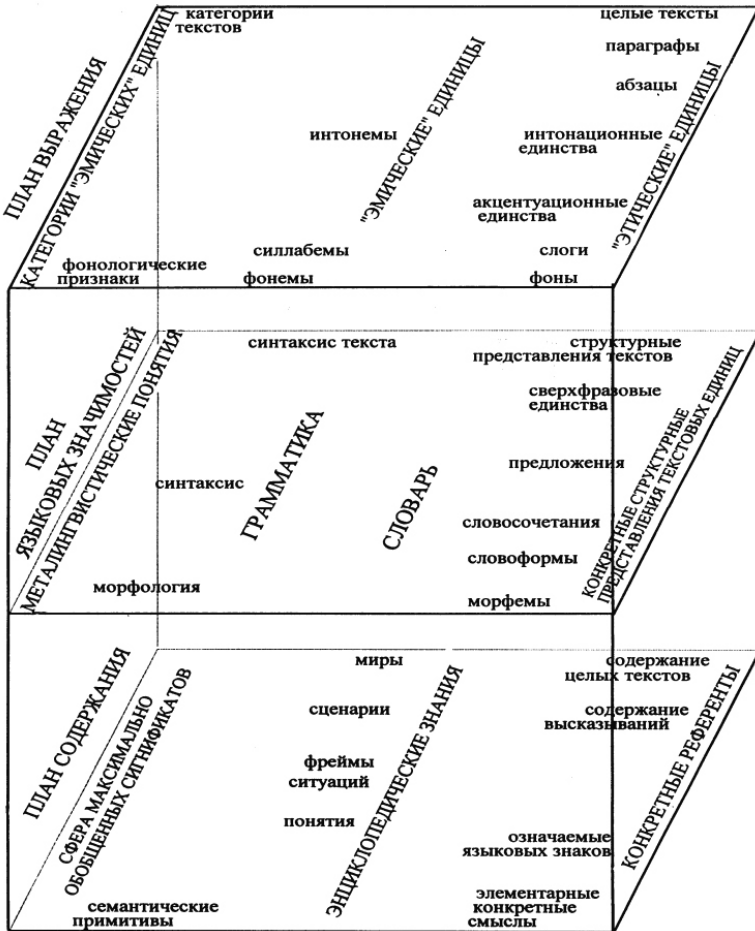 категории
текстов
целые тексты
параграфы
абзацы
ПЛАН ВЫРАЖЕНИЯ
КАТЕГОРИИ "ЭМИЧЕСКИХ" ЕДИНИЦ
интонемы
"ЭМИЧЕСКИЕ" ЕДИНИЦЫ
интонационные
единства
"ЭТИЧЕСКИЕ" ЕДИНИЦЫ
акцентуационные
единства
силлабемы
слоги
фонологические
признаки
фонемы
фоны
ПЛАН
ЯЗЫКОВЫХ ЗНАЧИМОСТЕЙ
МЕТАЛИНГВИСТИЧЕСКИЕ ПОНЯТИЯ
синтаксис текста
структурные
представления текстов
сверхфразовые
единства
синтаксис
ГРАММАТИКА
СЛОВАРЬ
предложения
словосочетания
словоформы
морфология
морфемы
КОНКРЕТНЫЕ СТРУКТУРНЫЕ
ПРЕДСТАВЛЕНИЯ ТЕКСТОВЫХ ЕДИНИЦ
ПЛАН СОДЕРЖАНИЯ
СФЕРА МАКСИМАЛЬНО
ОБОБЩЕННЫХ СИГНИФИКАТОВ
миры
содержание
целых текстов
сценарии
содержание
высказываний
фреймы
ситуаций
понятия
ЭНЦИКЛОПЕДИЧЕСКИЕ ЗНАНИЯ
КОНКРЕТНЫЕ РЕФЕРЕНТЫ
означаемые
языковых знаков
семантические
примитивы
элементарные
конкретные
смыслы